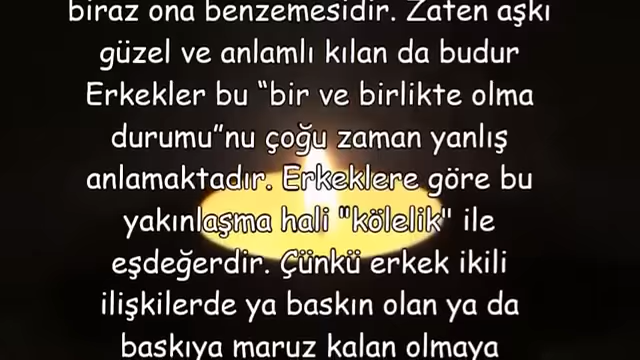 biraz ona benzemesidir. Zaten aşkı
güzel ve anlamlı kılan da budur
Erkekler bu “bir ve birlikte olma
durumu”nu çoğu zaman yanlış
anlamaktadır. Erkeklere göre bu
yakınlaşma hali "kölelik" ile
eşdeğerdir. Çünkü erkek ikili
ilişkilerde ya baskın olan ya da
baskıya maruz kalan olmaya